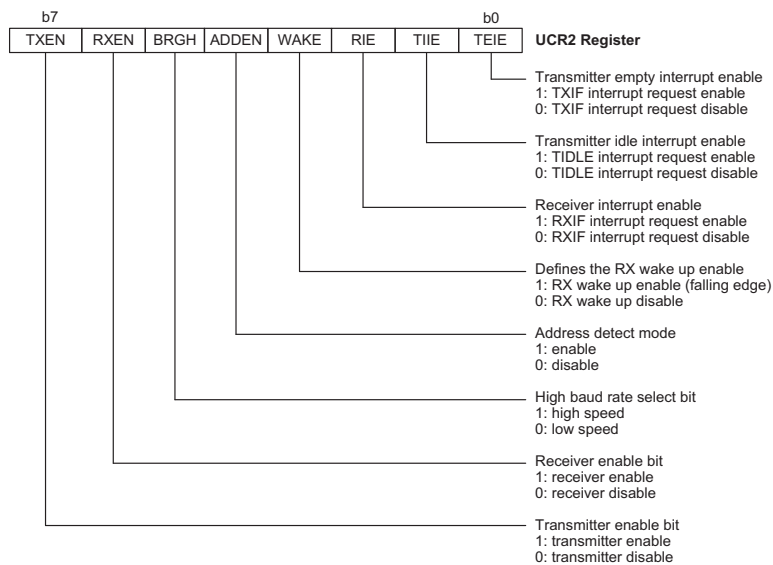 b7 b0
TXEN RXEN BRGH ADDEN WAKE RIE TIIE TEIE UCR2 Register
Transmitter empty interrupt enable
1: TXIF interrupt request enable
0: TXIF interrupt request disable
Transmitter idle interrupt enable
1: TIDLE interrupt request enable
0: TIDLE interrupt request disable
Receiver interrupt enable
1: RXIF interrupt request enable
0: RXIF interrupt request disable
Defines the RX wake up enable
1: RX wake up enable (falling edge)
0: RX wake up disable
Address detect mode
1: enable
0: disable
High baud rate select bit
1: high speed
0: low speed
Receiver enable bit
1: receiver enable
0: receiver disable
Transmitter enable bit
1: transmitter enable
0: transmitter disable